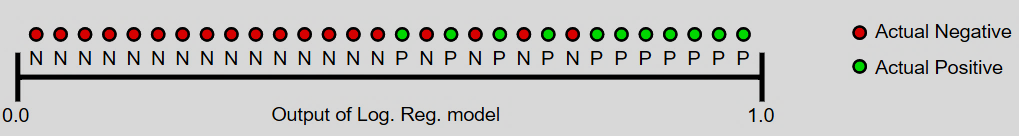 Actual Negative
N N N N N N N N N N N N N N N P N P N P N P N P P P P P P P
Actual Positive
0.0 Output of Log. Reg. model 1.0